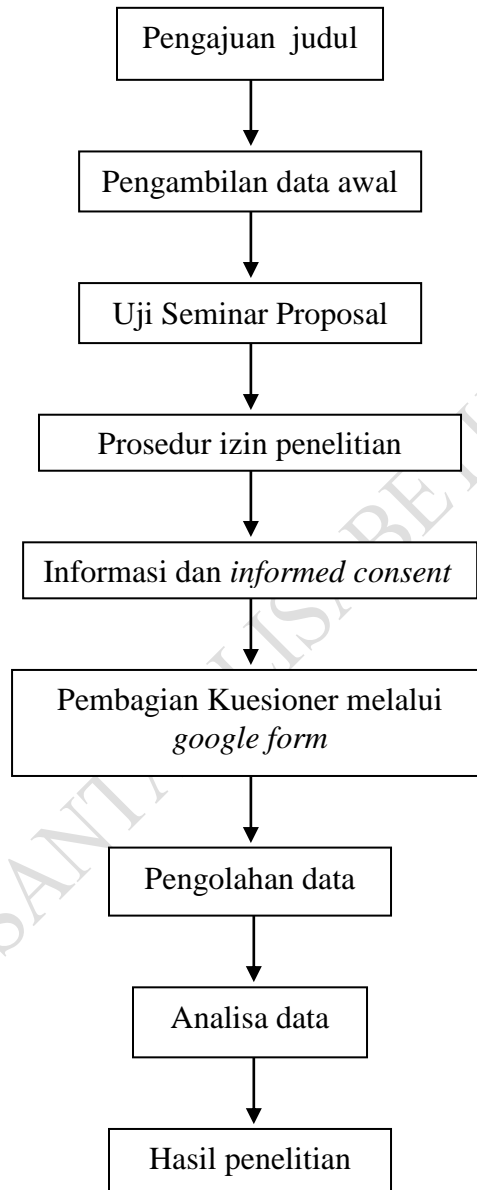 Pengajuan judul
Pengambilan data awal
Uji Seminar Proposal
Prosedur izin penelitian
Informasi dan informed consent
Pembagian Kuesioner melalui
google form
Pengolahan data
Analisa data
Hasil penelitian
SANTA